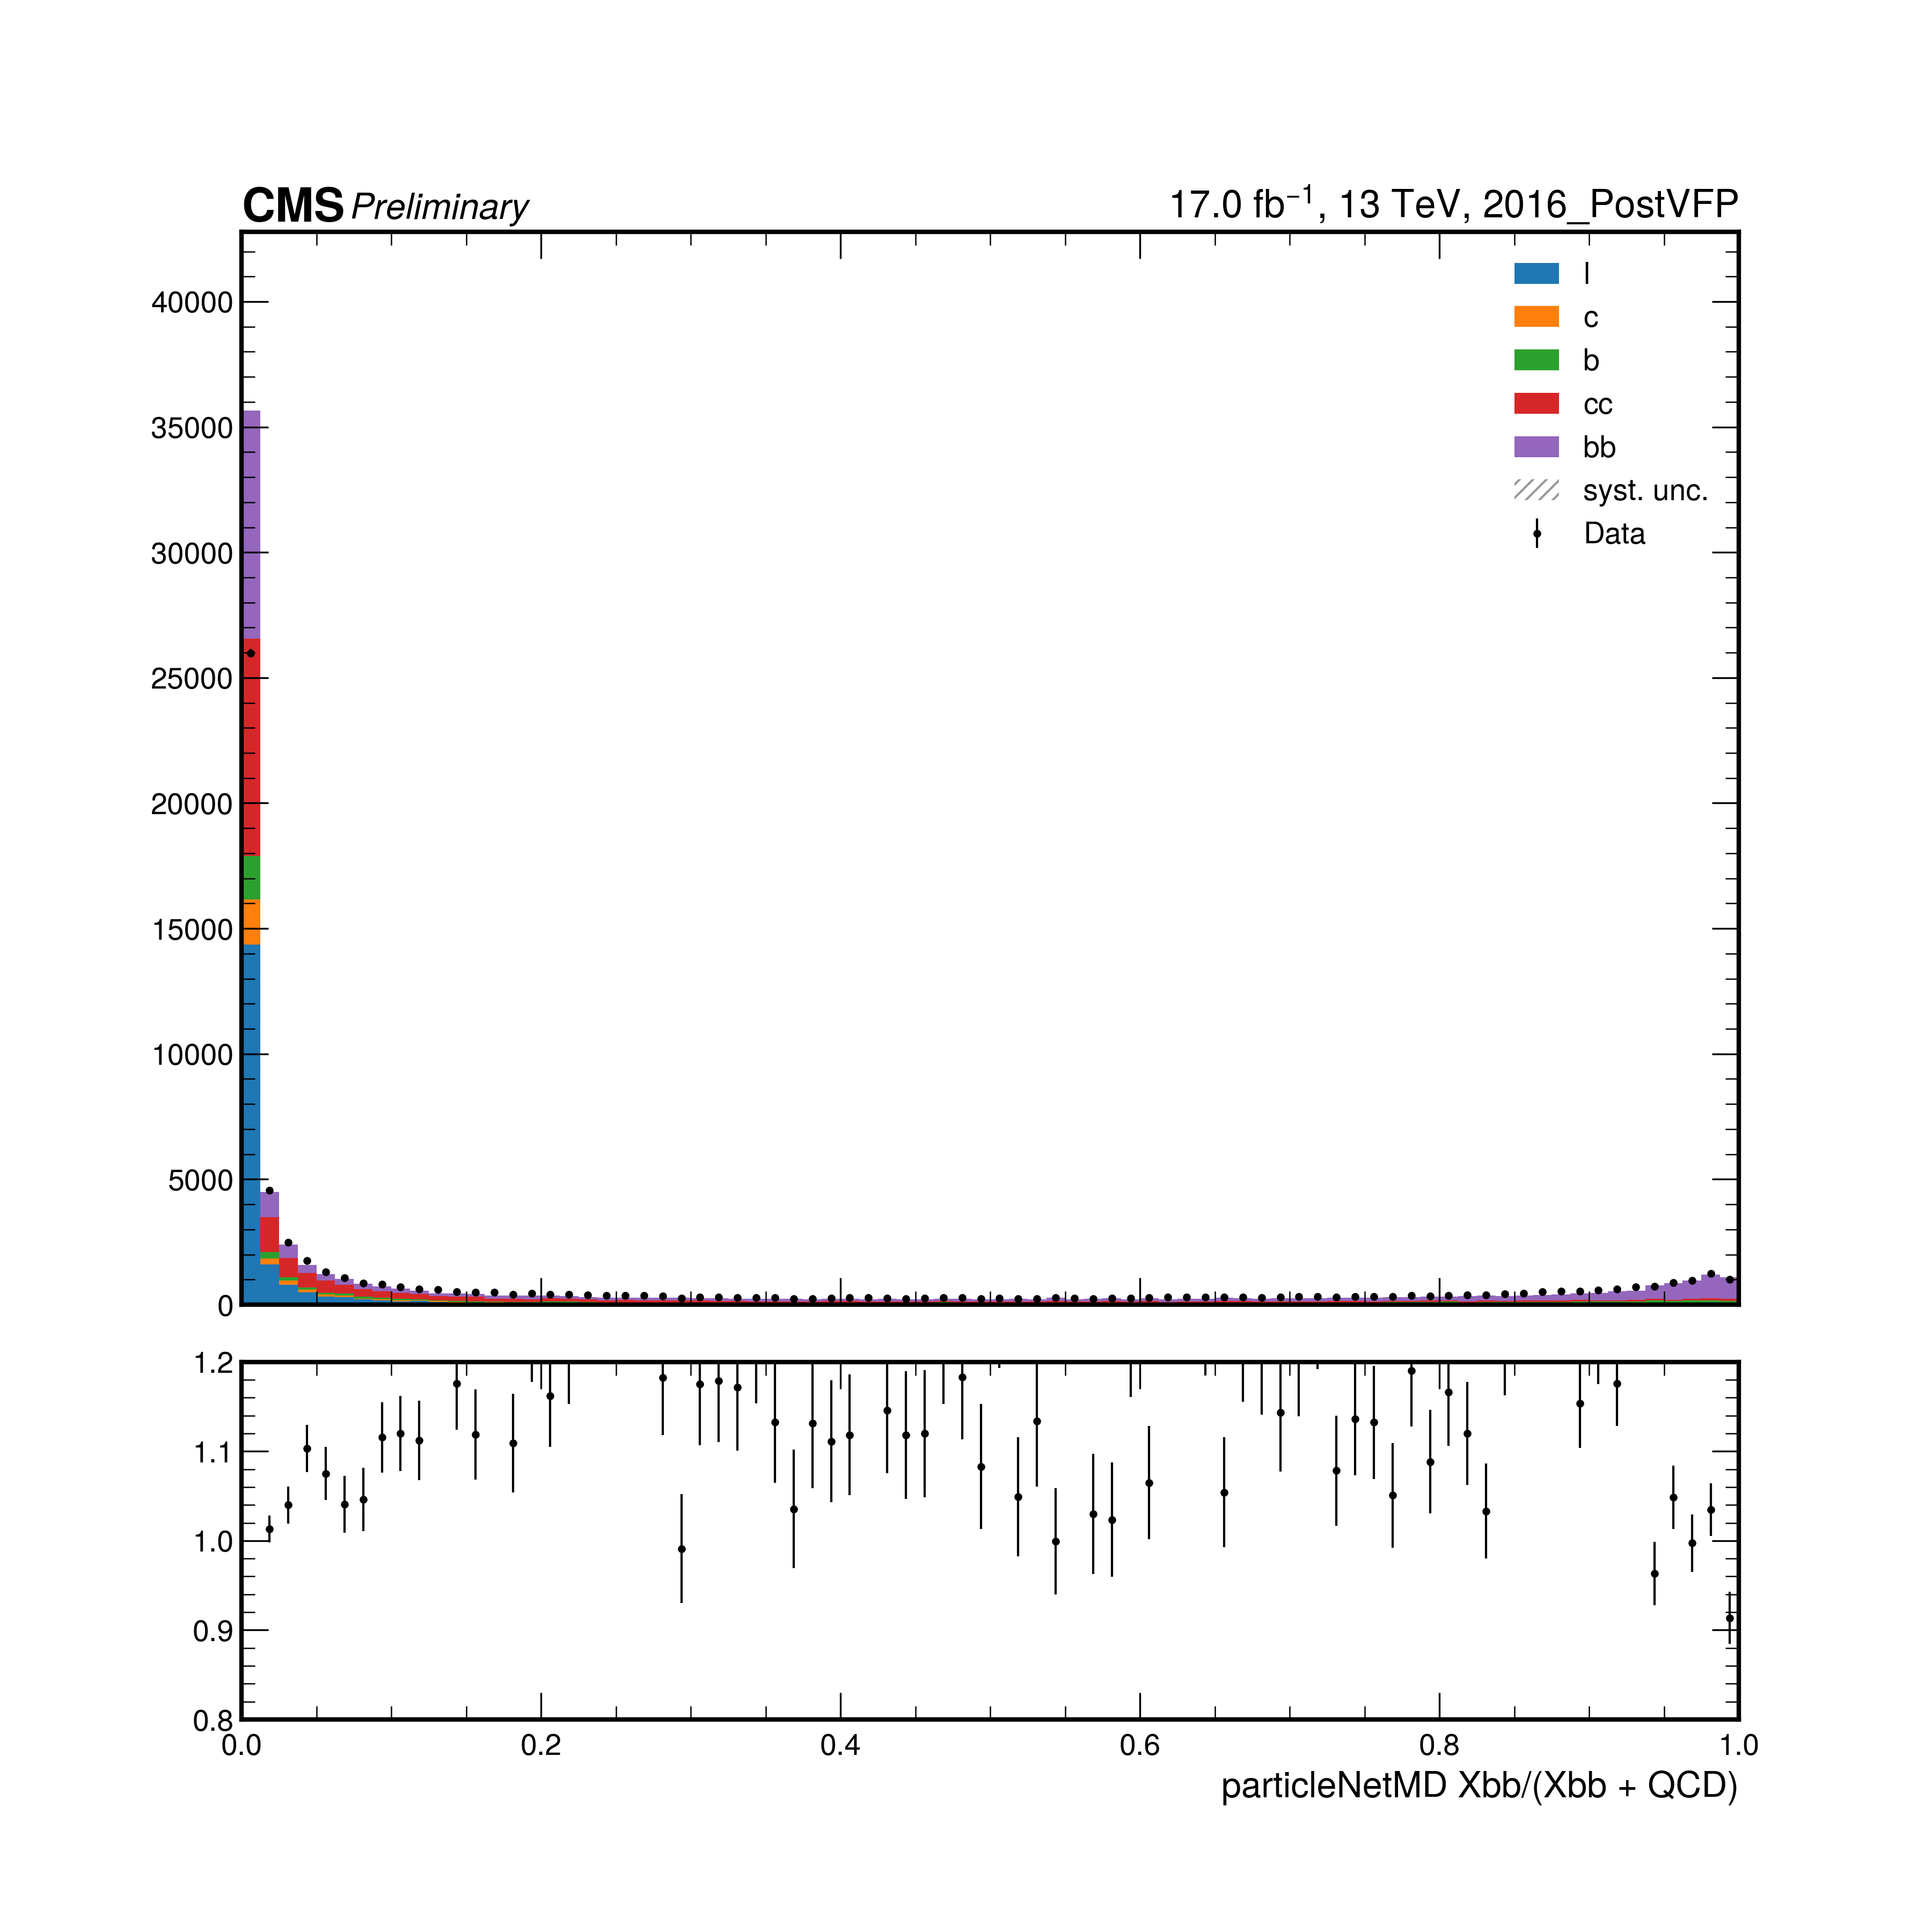 CMS Preliminary
17.0 fb⁻¹, 13 TeV, 2016_PostVFP
40000
35000
30000
25000
20000
15000
10000
5000
0
l
c
b
cc
bb
syst. unc.
Data
1.2
1.1
1.0
0.9
0.8
0.0 0.2 0.4 0.6 0.8 1.0
particleNetMD Xbb/(Xbb + QCD)